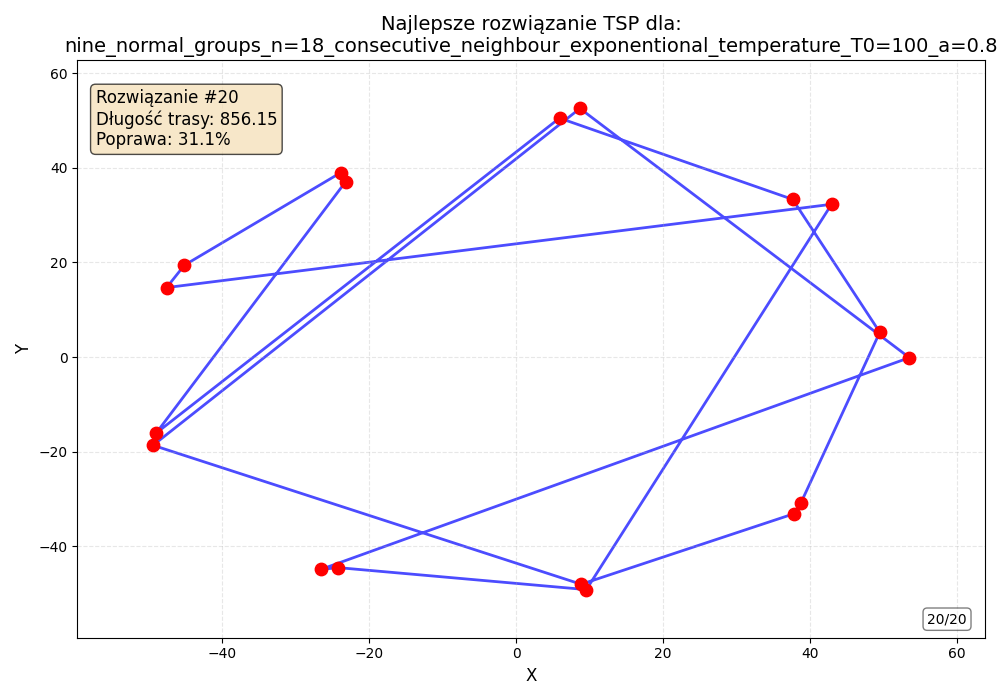 Najlepsze rozwiązanie TSP dla:
nine_normal_groups_n=18_consecutive_neighbour_exponentional_temperature_T0=100_a=0.8
Rozwiązanie #20
Długość trasy: 856.15
Poprawa: 31.1%
60
40
20
0
−20
−40
Y
20/20
−40
−20
0
20
40
60
X